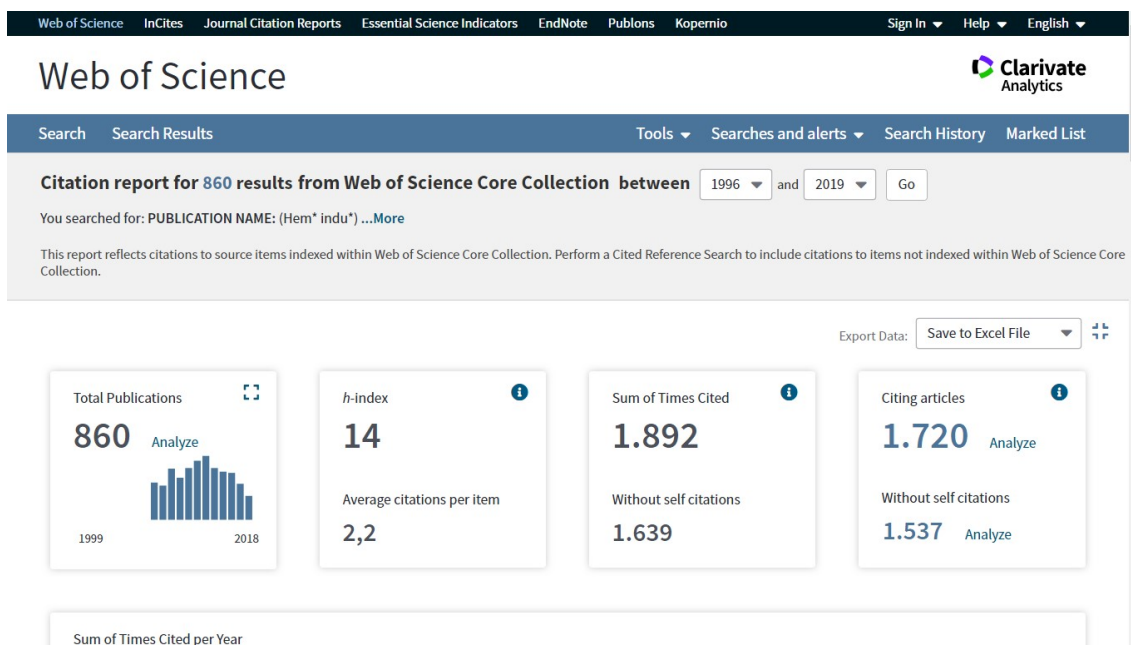 Web of Science InCites Journal Citation Reports Essential Science Indicators EndNote Publons Kopernio Sign In Help English
Web of Science
Clarivate
Analytics
Search Search Results Tools Searches and alerts Search History Marked List
Citation report for 860 results from Web of Science Core Collection between 1996 and 2019 Go
You searched for: PUBLICATION NAME: (Hem* indu*) ...More
This report reflects citations to source items indexed within Web of Science Core Collection. Perform a Cited Reference Search to include citations to items not indexed within Web of Science Core
Collection.
Export Data: Save to Excel File
Total Publications
860 Analyze
1999 2018
h-index
14
Average citations per item
2,2
Sum of Times Cited
1.892
Without self citations
1.639
Citing articles
1.720 Analyze
Without self citations
1.537 Analyze
Sum of Times Cited per Year